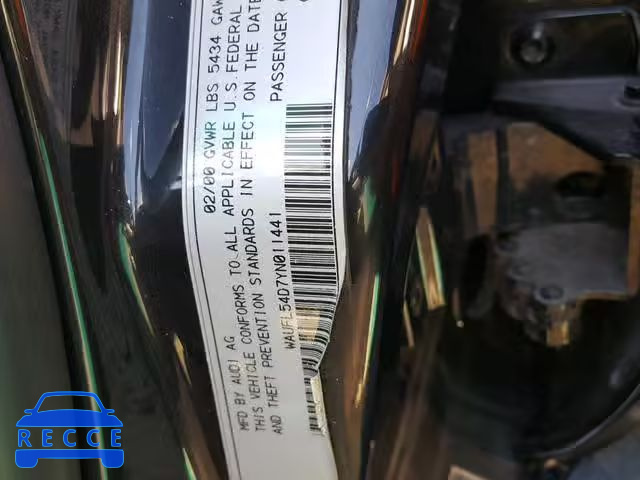 MFD BY AUDI AG 02/00 GVWR LBS 5434 GAW
THIS VEHICLE CONFORMS TO ALL APPLICABLE U.S. FEDERAL
AND THEFT PREVENTION STANDARDS IN EFFECT ON THE DATE
WAUFL54D7YN011441 PASSENGER
RECCE